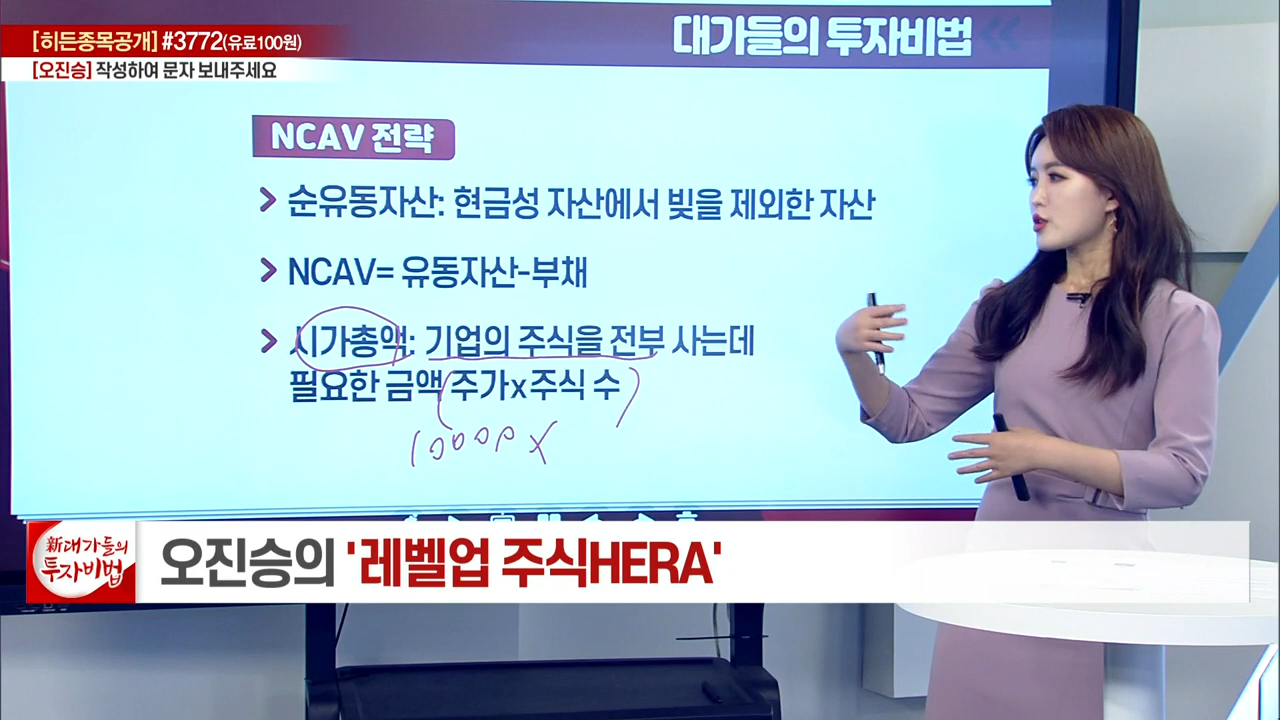 [히든종목공개] #3772(유료100원)
[오진승] 작성하여 문자 보내주세요
대가들의 투자비법
NCAV 전략
순유동자산: 현금성 자산에서 빚을 제외한 자산
NCAV= 유동자산-부채
시가총액: 기업의 주식을 전부 사는데
필요한 금액 주가x주식 수
10000 x
新대가들의
투자비법
오진승의 '레벨업 주식HERA'